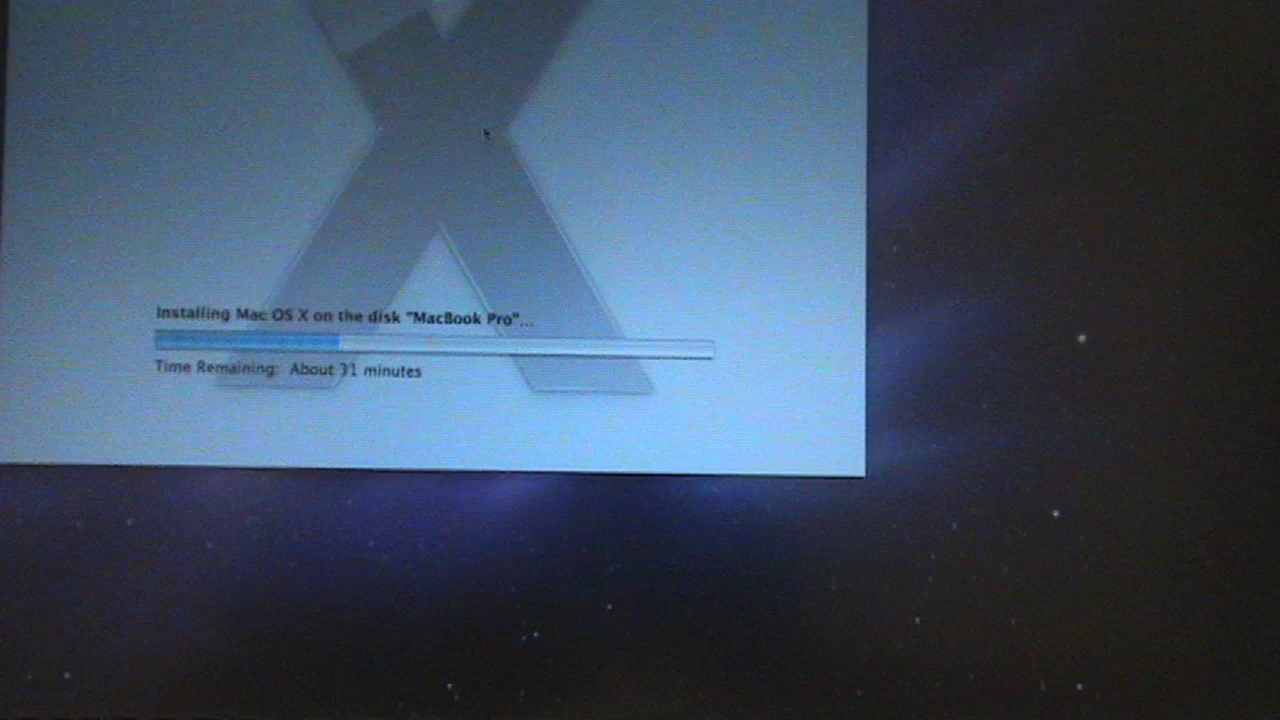 Installing Mac OS X on the disk "MacBook Pro"...
Time Remaining: About 31 minutes